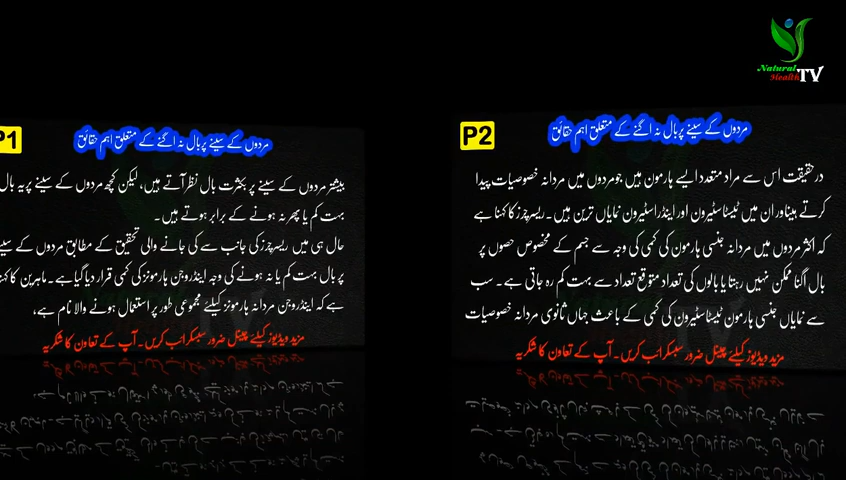 Natural
Health TV
P1
مردوں کے سینے پر بال نہ اگنے کے متعلق اہم حقائق
بیشتر مردوں کے سینے پر بکثرت بال نظر آتے ہیں، لیکن کچھ مردوں کے سینے پر یہ بال
بہت کم یا پھر نہ ہونے کے برابر ہوتے ہیں۔
حال ہی میں ریسرچرز کی جانب سے کی جانے والی تحقیق کے مطابق مردوں کے سینے
پر بال بہت کم یا نہ ہونے کی وجہ اینڈروجن ہارمونز کی کمی قرار دیا گیا ہے۔ ماہرین کا کہنا
ہے کہ اینڈروجن مردانہ ہارمونز کیلئے مجموعی طور پر استعمال ہونے والا نام ہے،
مزید ویڈیوز کیلئے چینل ضرور سبسکرائب کریں۔ آپ کے تعاون کا شکریہ
P2
مردوں کے سینے پر بال نہ اگنے کے متعلق اہم حقائق
درحقیقت اس سے مراد متعدد ایسے ہارمون ہیں جو مردوں میں مردانہ خصوصیات پیدا
کرتے ہیں اور ان میں ٹیسٹاسٹیرون اور اینڈراسٹیرون نمایاں ترین ہیں۔ ریسرچرز کا کہنا ہے
کہ اکثر مردوں میں مردانہ جنسی ہارمون کی کمی کی وجہ سے جسم کے مخصوص حصوں پر
بال اگنا ممکن نہیں رہتا یا بالوں کی تعداد متوقع تعداد سے بہت کم رہ جاتی ہے۔ سب
سے نمایاں جنسی ہارمون ٹیسٹاسٹیرون کی کمی کے باعث جہاں ثانوی مردانہ خصوصیات
مزید ویڈیوز کیلئے چینل ضرور سبسکرائب کریں۔ آپ کے تعاون کا شکریہ